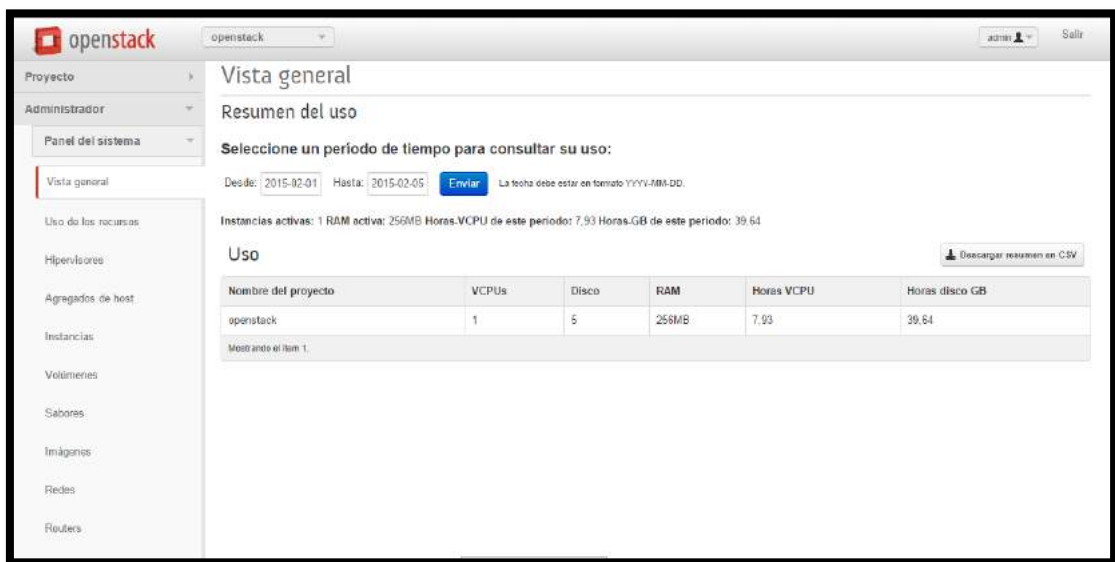 openstack
openstack
admin
Salir
Proyecto
Administrador
Panel del sistema
Vista general
Uso de los recursos
Hipervisores
Agregados de host
Instancias
Volúmenes
Sabores
Imágenes
Redes
Routers
Vista general
Resumen del uso
Seleccione un período de tiempo para consultar su uso:
Desde: 2015-02-01 Hasta: 2015-02-05 Enviar La fecha debe estar en formato YYYY-MM-DD.
Instancias activas: 1 RAM activa: 256MB Horas-VCPU de este periodo: 7,93 Horas-GB de este periodo: 39,64
Uso
Descargar resumen en CSV
Nombre del proyecto VCPUs Disco RAM Horas VCPU Horas disco GB
openstack 1 5 256MB 7,93 39,64
Mostrando el ítem 1.